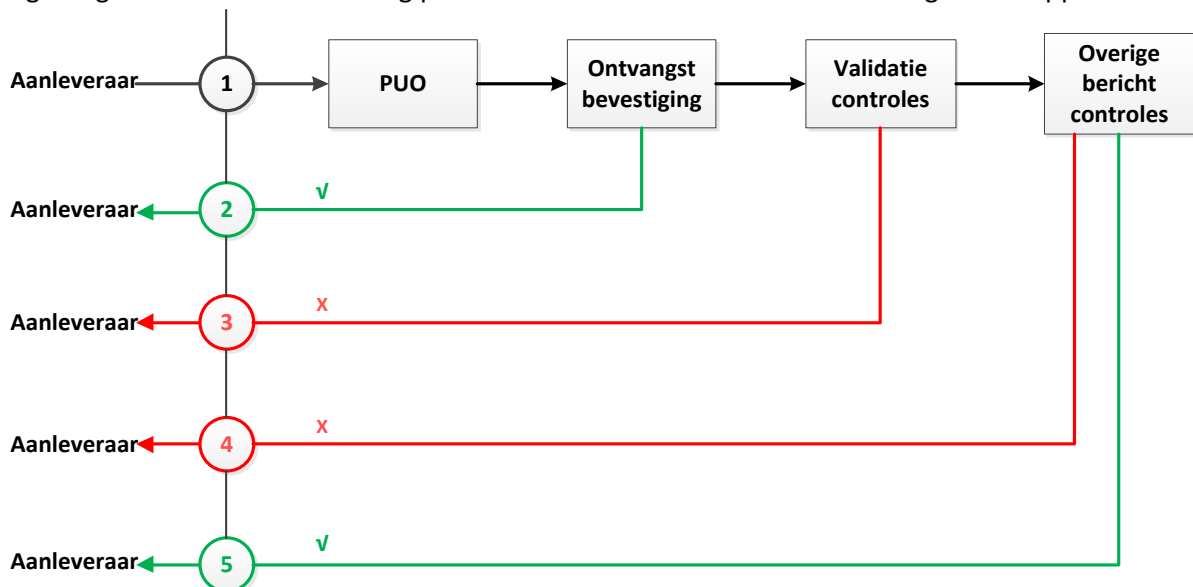 Aanleveraar
1
PUO
Ontvangst
bevestiging
Validatie
controles
Overige
bericht
controles
Aanleveraar
2
√
Aanleveraar
3
X
Aanleveraar
4
X
Aanleveraar
5
√